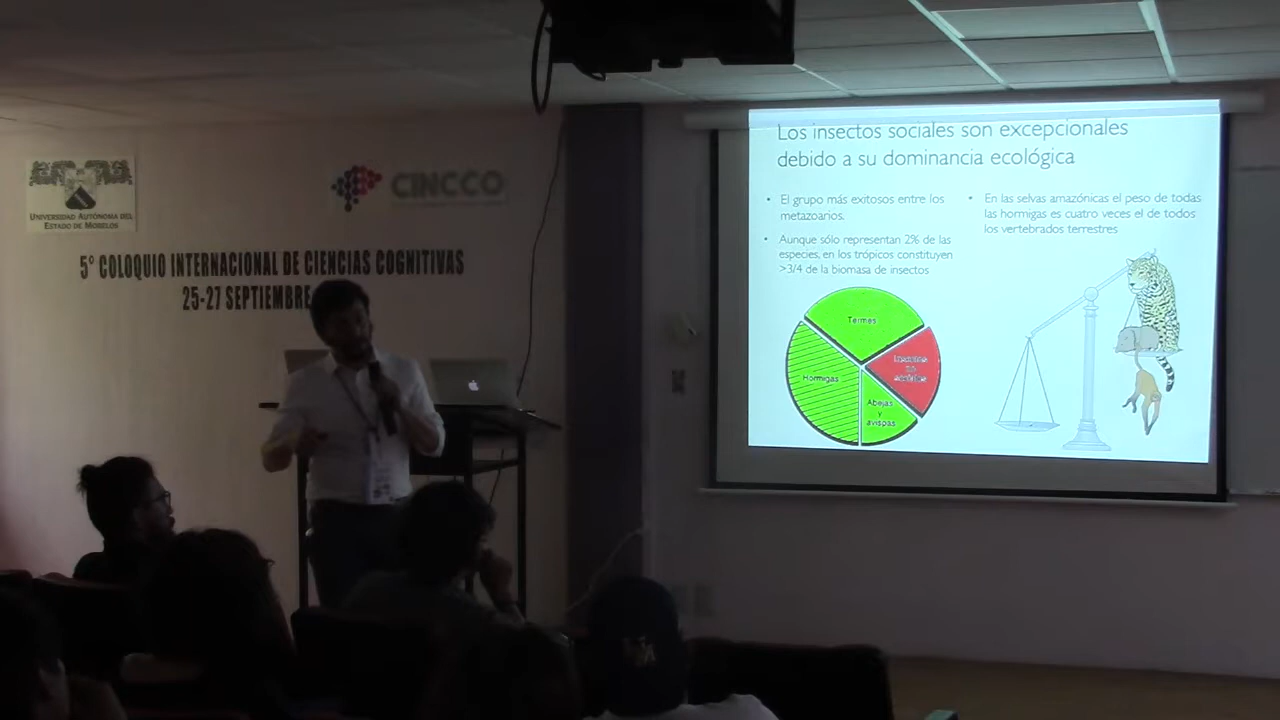 UNIVERSIDAD AUTÓNOMA DEL
ESTADO DE MORELOS
CINCCO
5° COLOQUIO INTERNACIONAL DE CIENCIAS COGNITIVAS
25-27 SEPTIEMBRE
Los insectos sociales son excepcionales
debido a su dominancia ecológica
• El grupo más exitosos entre los
metazoarios.
• Aunque sólo representan 2% de las
especies, en los trópicos constituyen
>3/4 de la biomasa de insectos
• En las selvas amazónicas el peso de todas
las hormigas es cuatro veces el de todos
los vertebrados terrestres
Termes
Insectos
no
sociales
Hormigas
Abejas
y
avispas